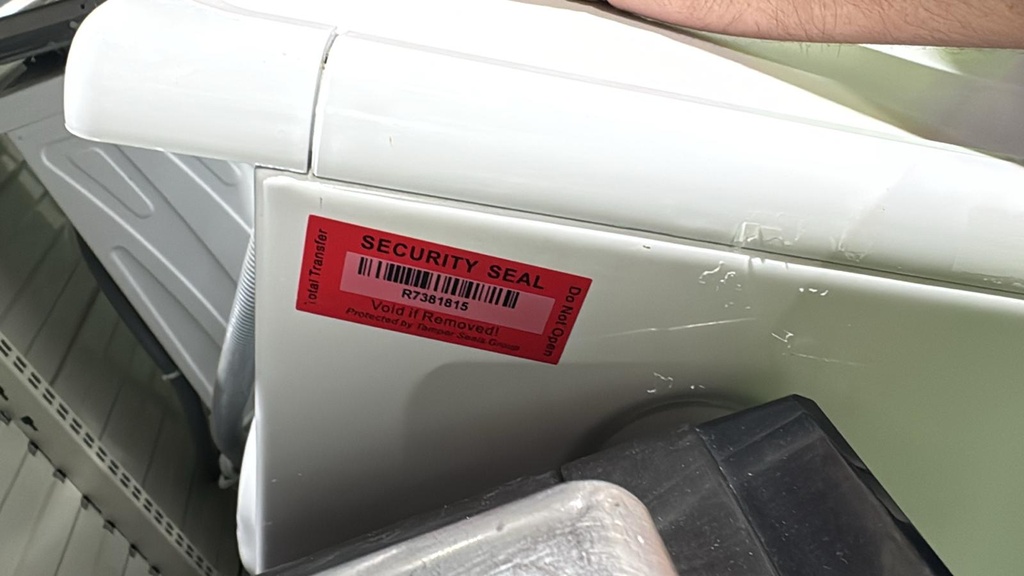 SECURITY SEAL
Total Transfer
R7381815
Void if Removed!
Protected by Tamper Seals Group
Do Not Open